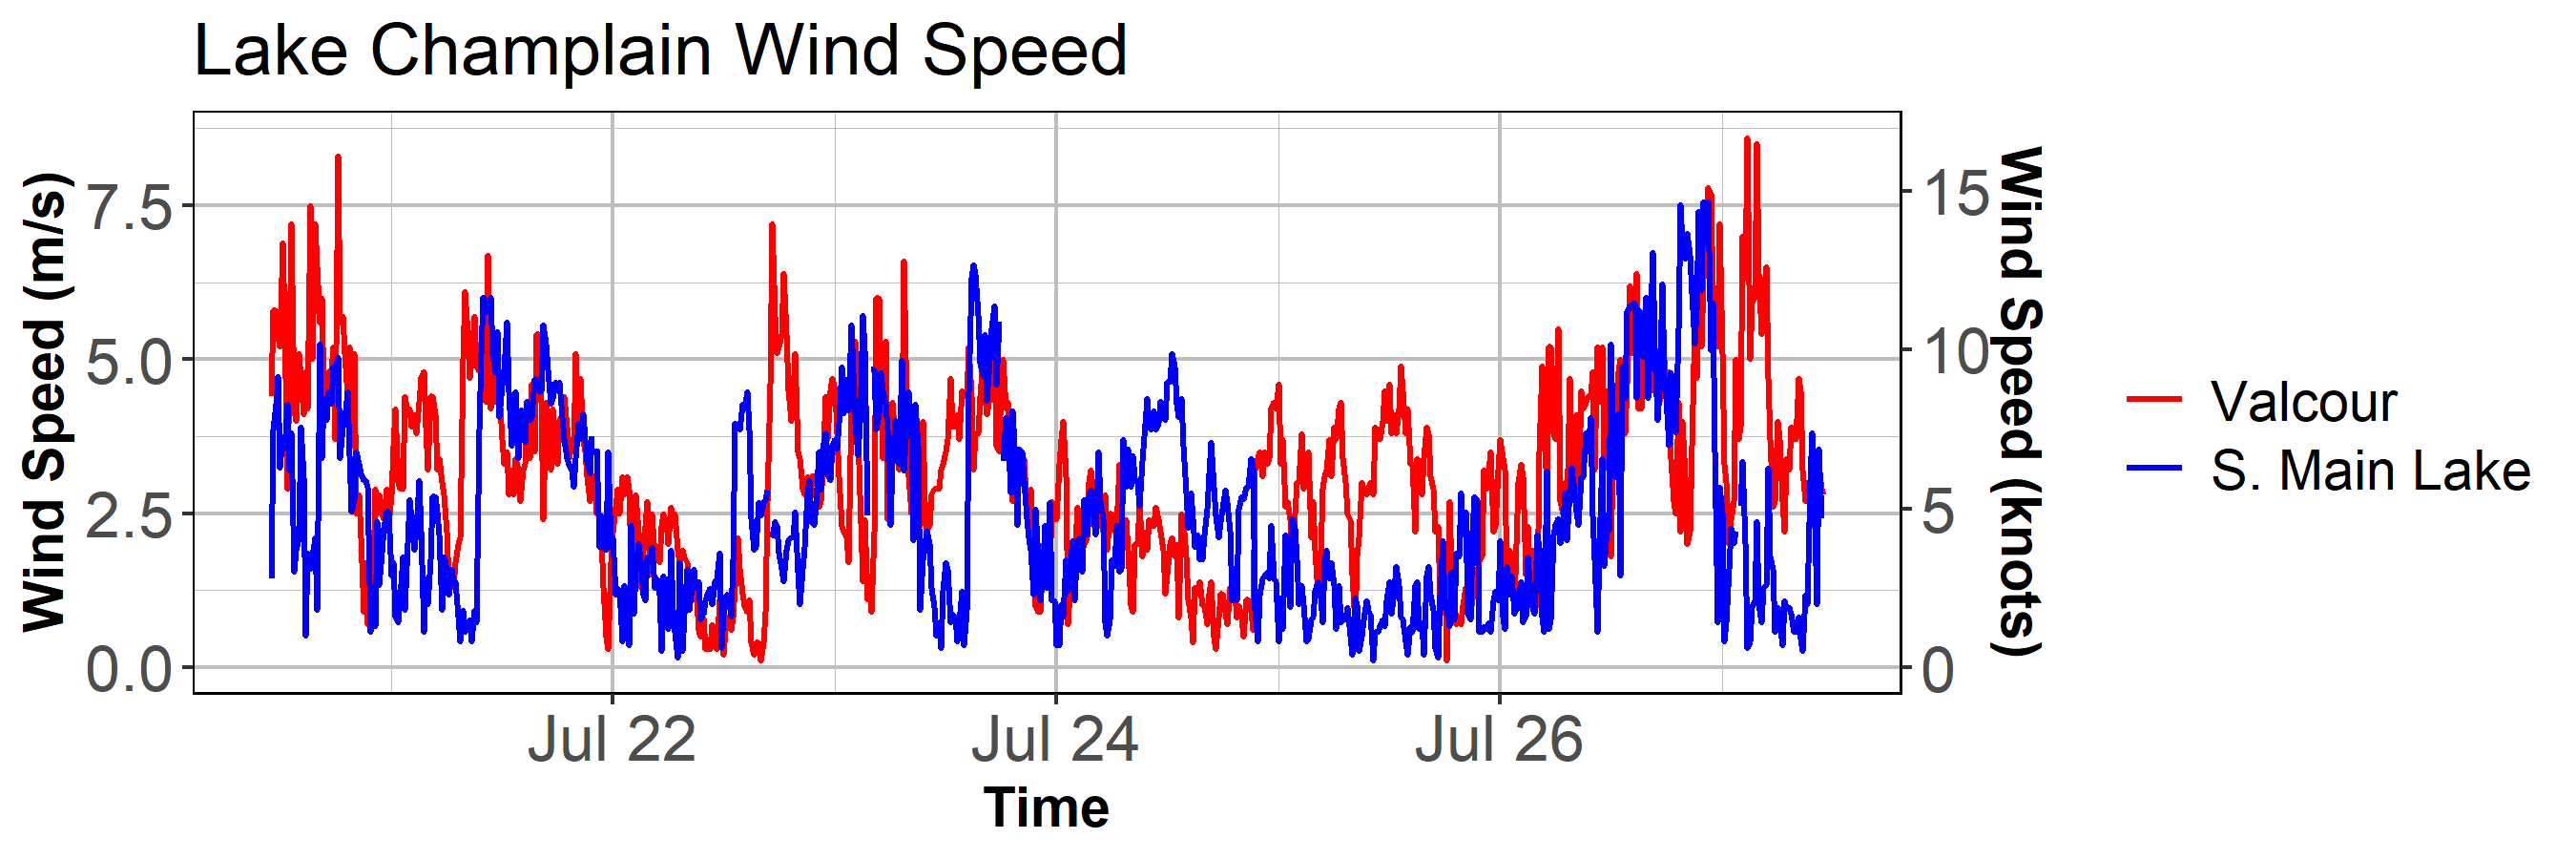 Lake Champlain Wind Speed
Wind Speed (m/s)
7.5
5.0
2.5
0.0
15
10
5
0
Wind Speed (knots)
Jul 22
Jul 24
Jul 26
Time
Valcour
S. Main Lake